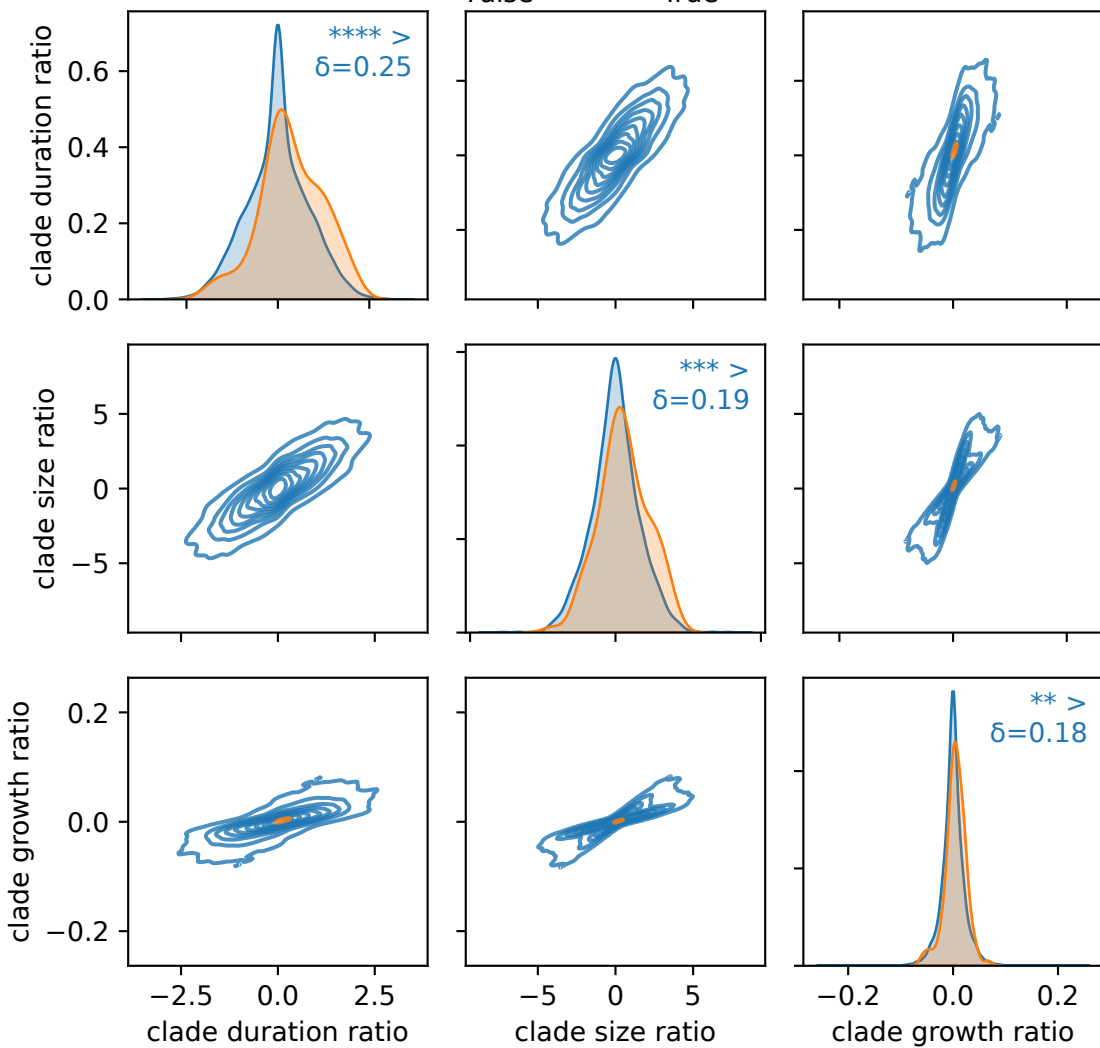 **** >
δ=0.25
clade duration ratio
0.6
0.4
0.2
0.0
*** >
δ=0.19
clade size ratio
5
0
−5
** >
δ=0.18
clade growth ratio
0.2
0.0
−0.2
−2.5 0.0 2.5
−5 0 5
−0.2 0.0 0.2
clade duration ratio
clade size ratio
clade growth ratio